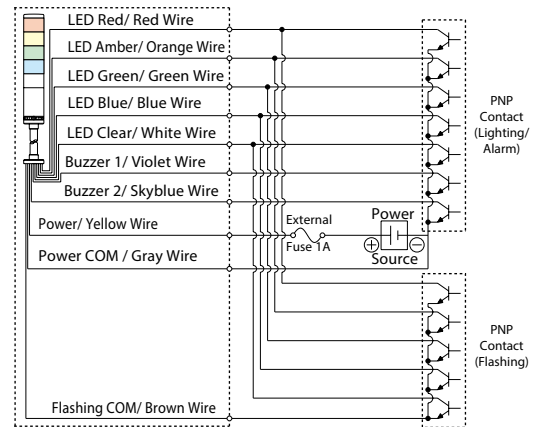 LED Red/ Red Wire
LED Amber/ Orange Wire
LED Green/ Green Wire
LED Blue/ Blue Wire
LED Clear/ White Wire
Buzzer 1/ Violet Wire
Buzzer 2/ Skyblue Wire
Power/ Yellow Wire
Power COM / Gray Wire
Flashing COM/ Brown Wire
External
Fuse 1A
Power
+ −
Source
PNP
Contact
(Lighting/
Alarm)
PNP
Contact
(Flashing)